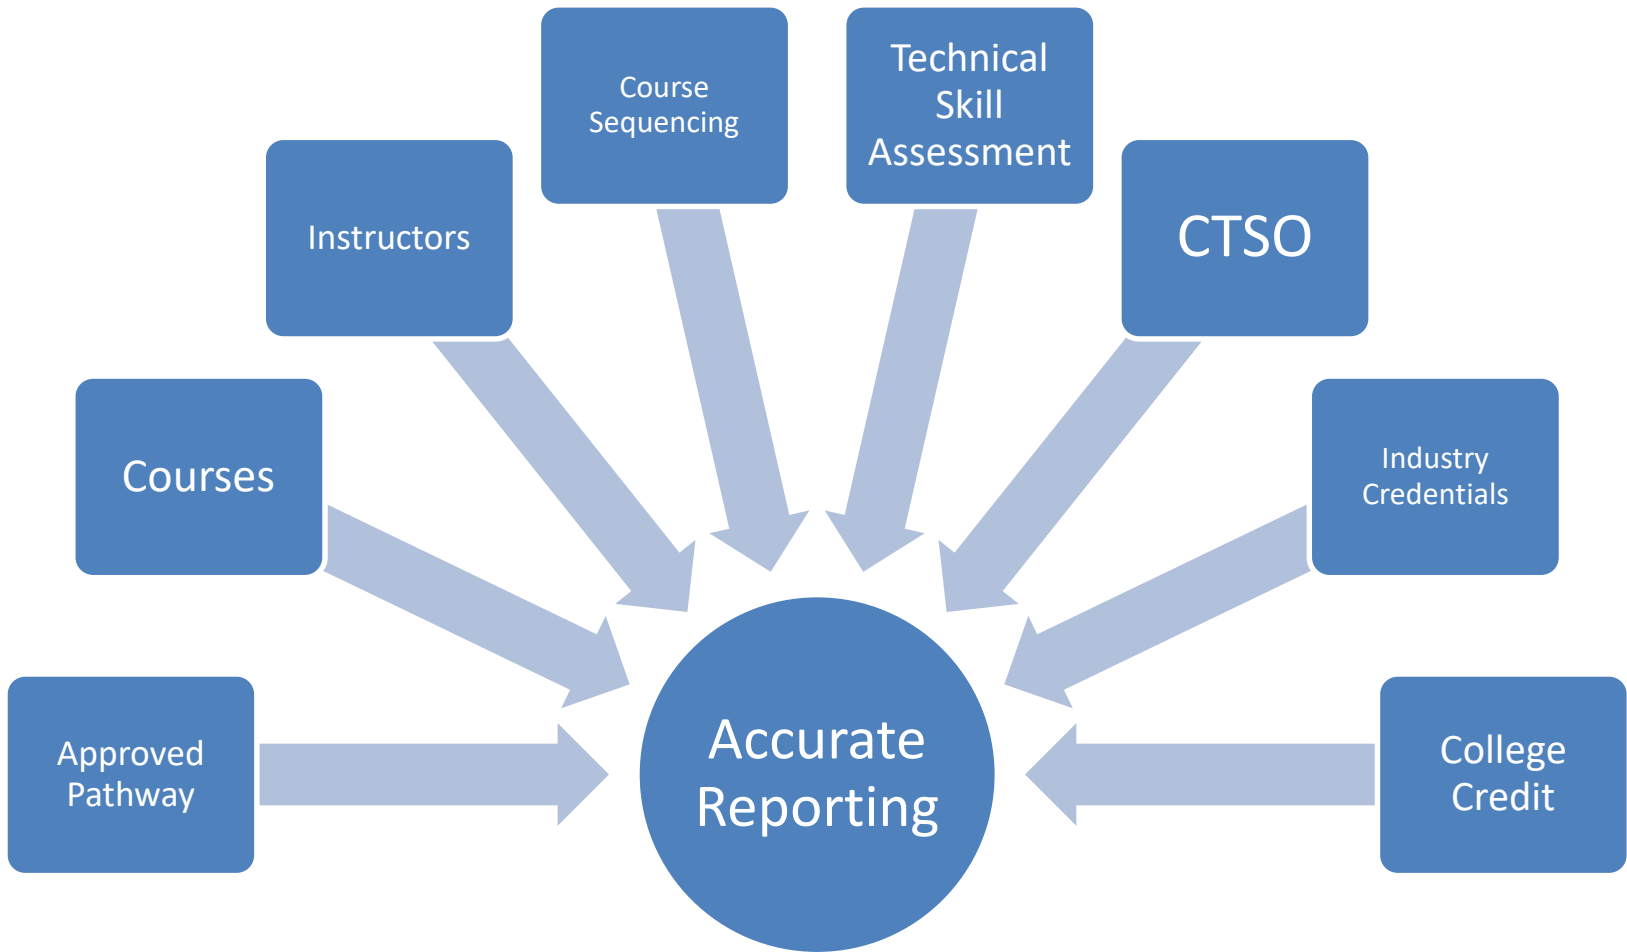 Course
Sequencing
Technical
Skill
Assessment
Instructors
CTSO
Courses
Industry
Credentials
Approved
Pathway
Accurate
Reporting
College
Credit